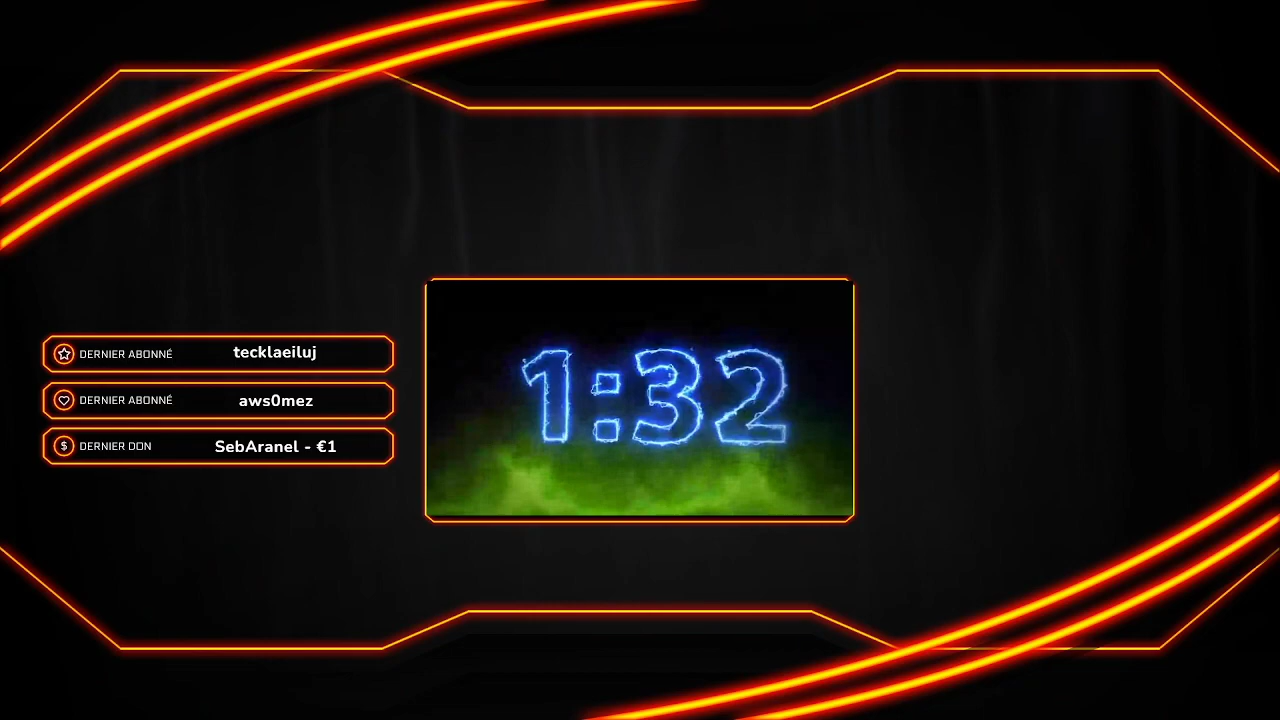 DERNIER ABONNÉ tecklaeiluj
DERNIER ABONNÉ aws0mez
$ DERNIER DON SebAranel - €1
1:32